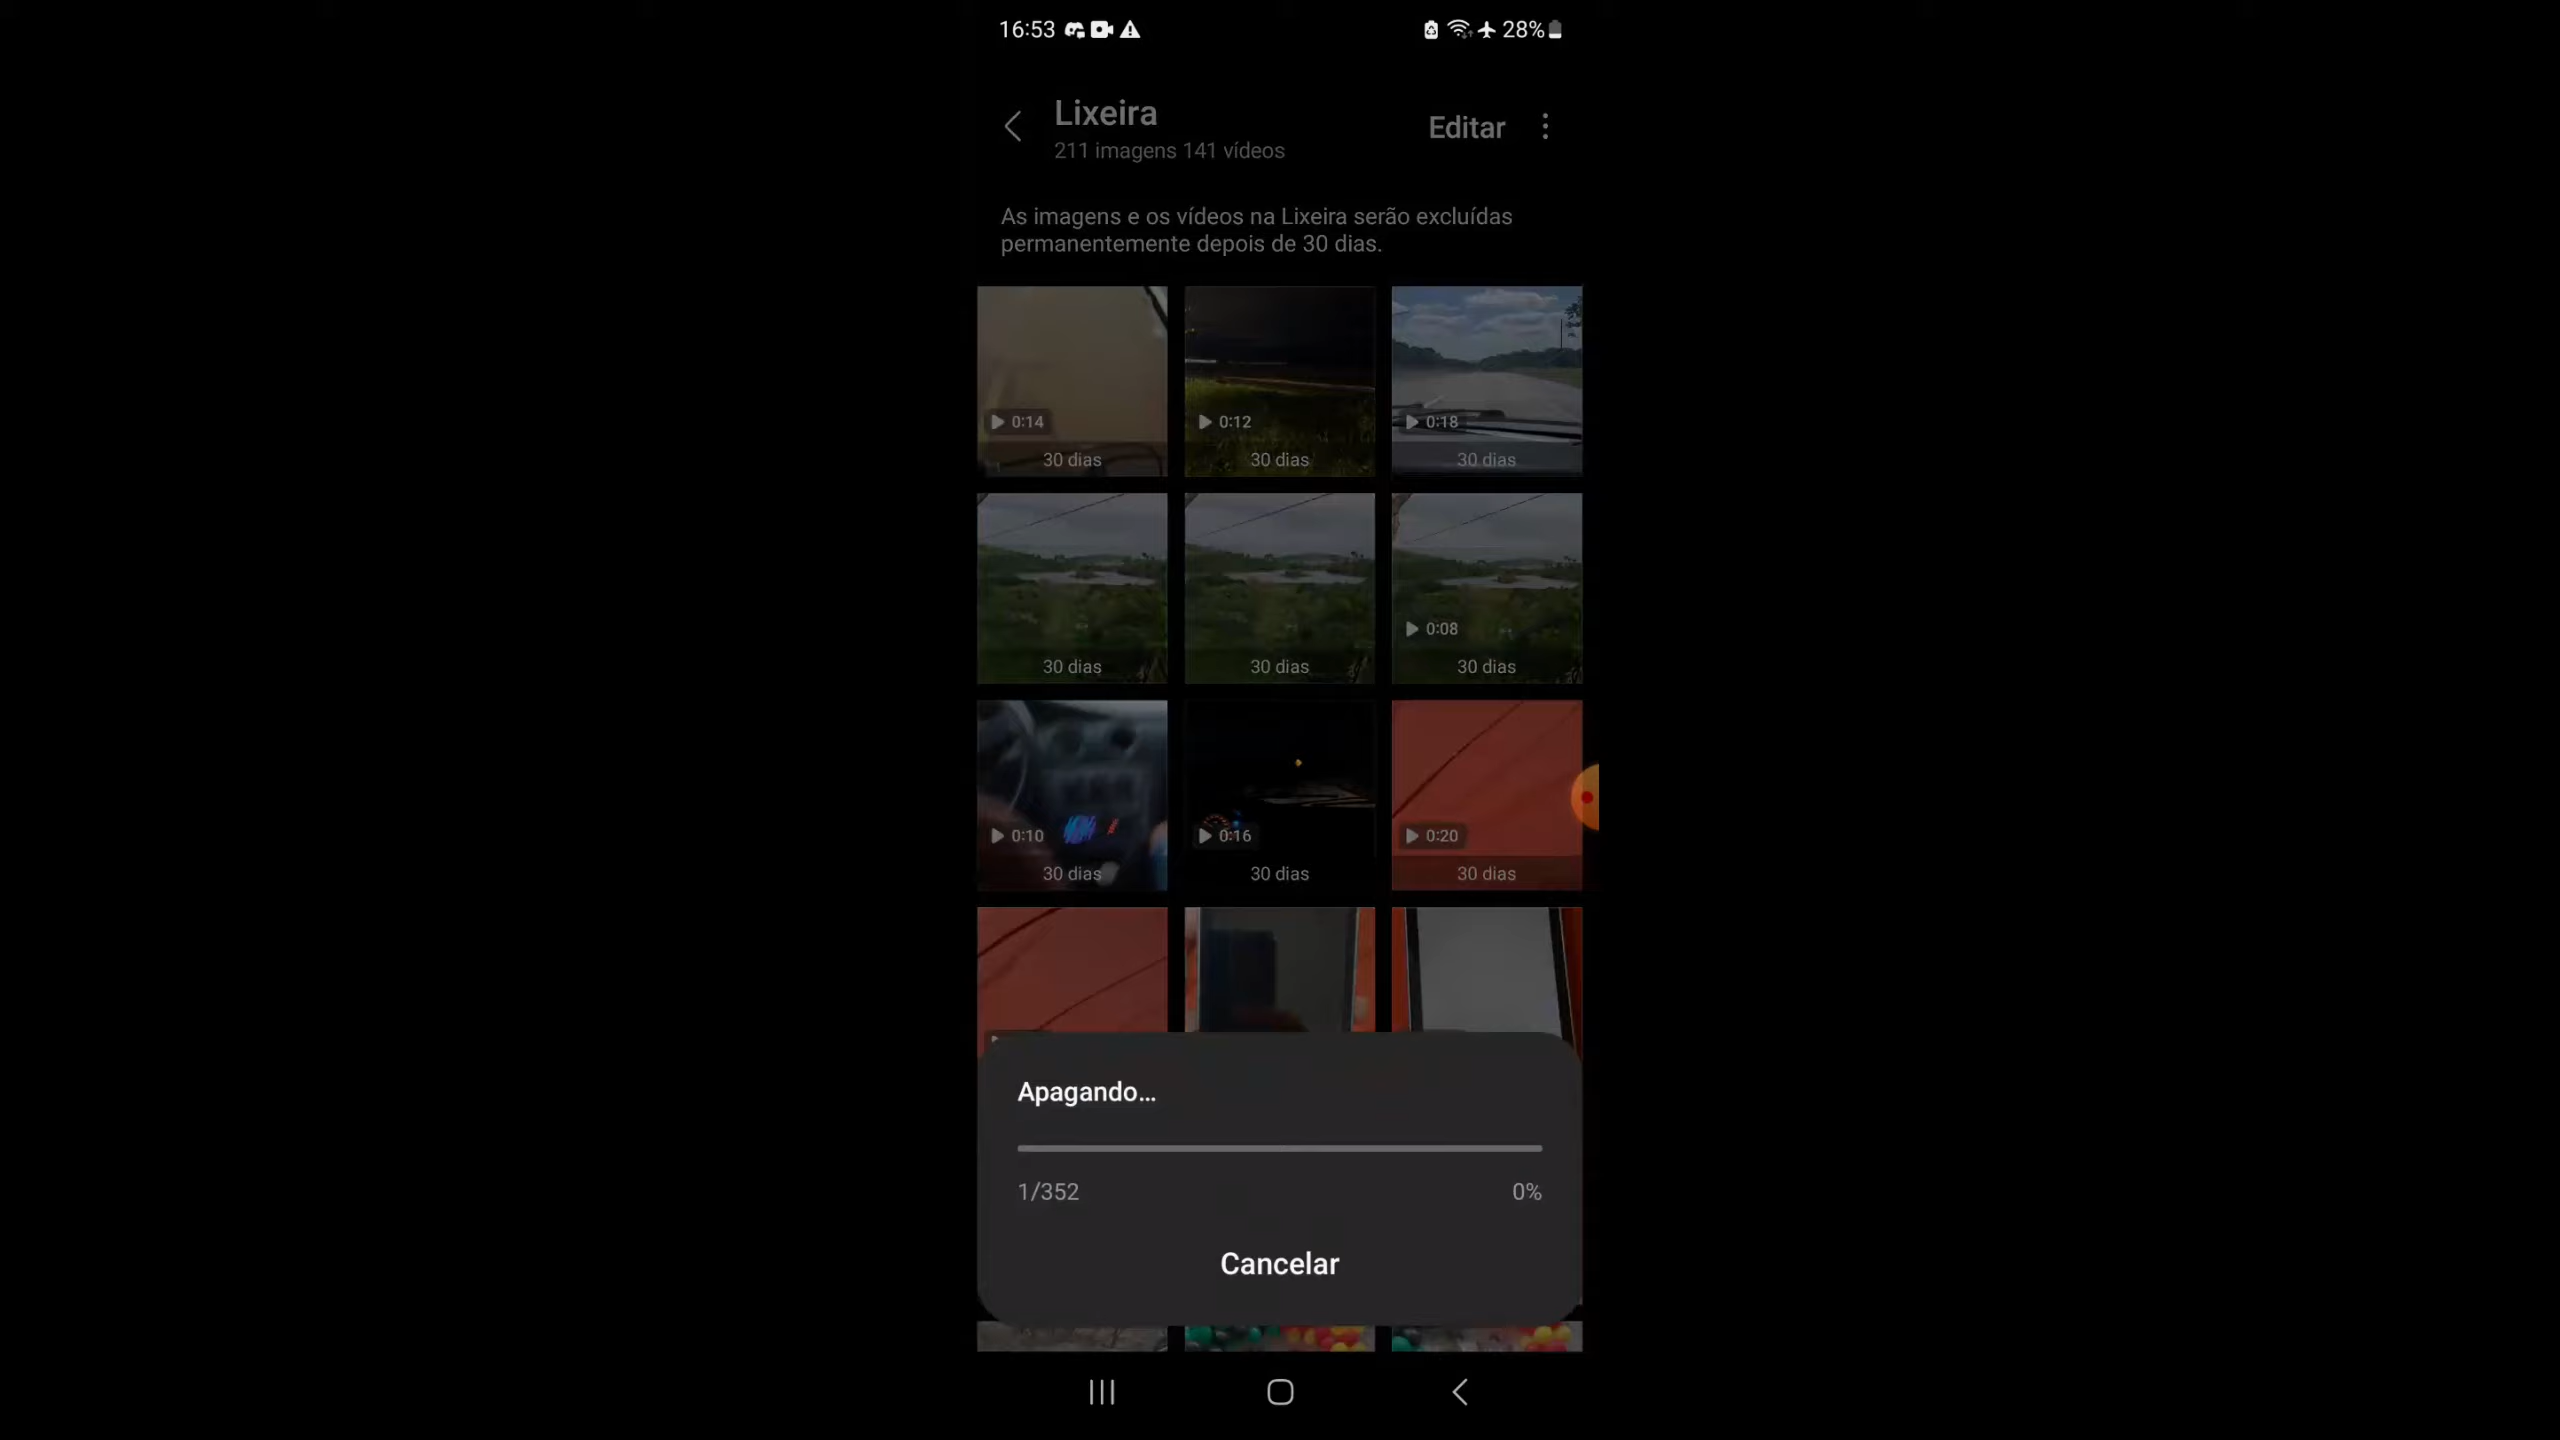 16:53
28%
Lixeira
Editar
211 imagens 141 vídeos
As imagens e os vídeos na Lixeira serão excluídas
permanentemente depois de 30 dias.
0:14
0:12
0:18
30 dias
30 dias
30 dias
0:08
30 dias
30 dias
30 dias
0:10
0:16
0:20
30 dias
30 dias
30 dias
Apagando...
1/352
0%
Cancelar